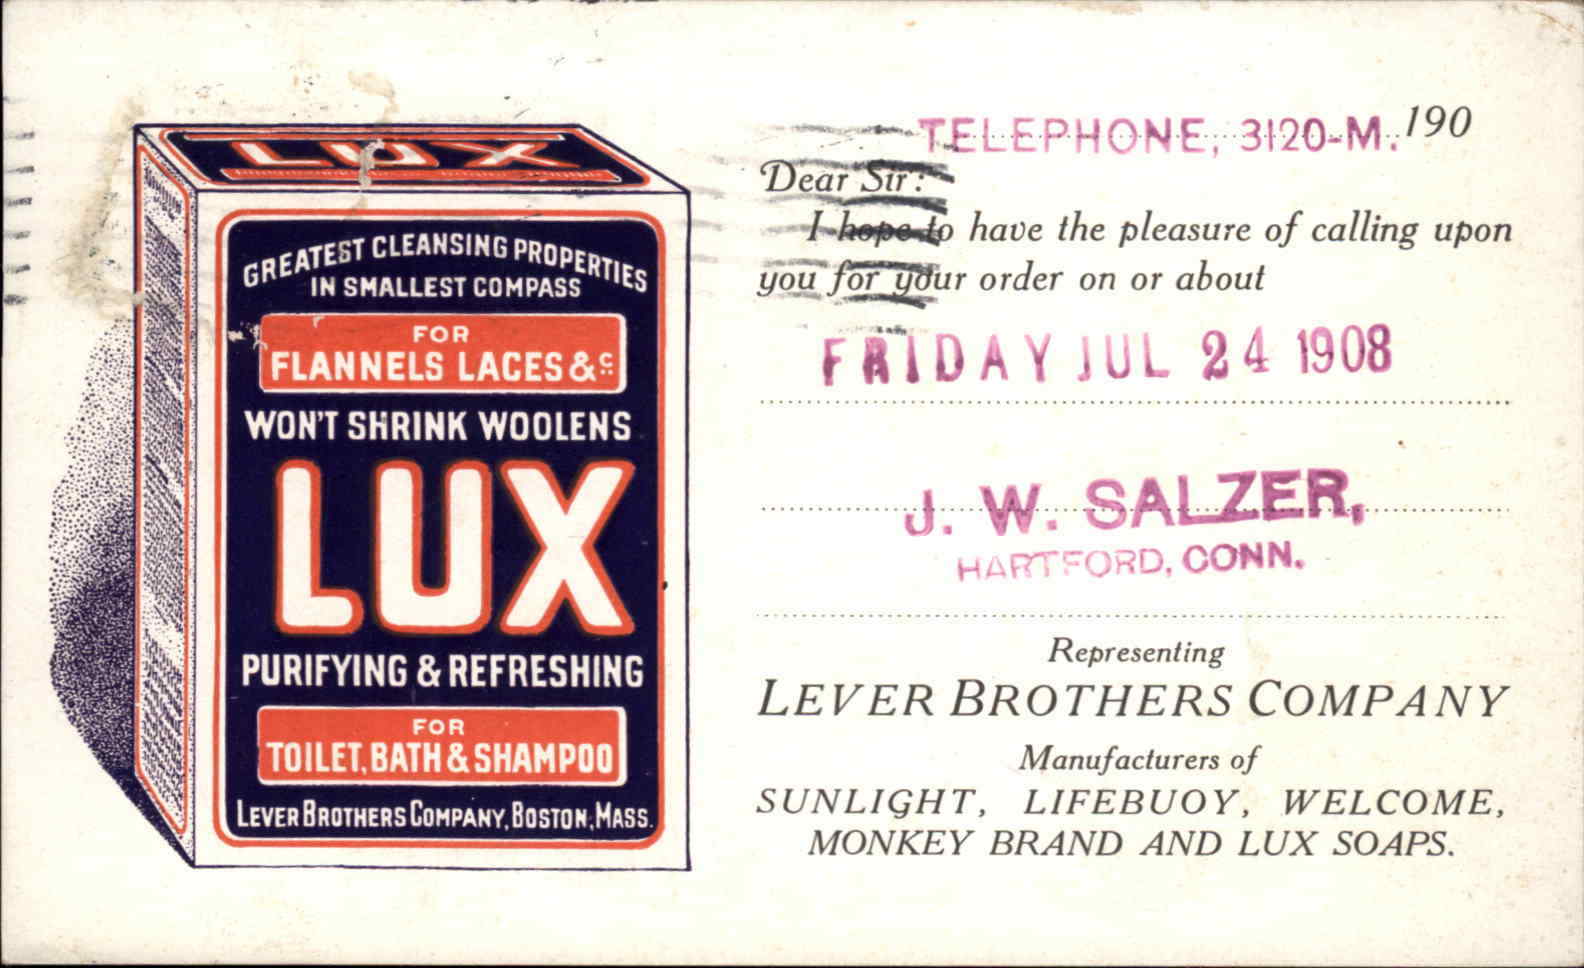 LUX
GREATEST CLEANSING PROPERTIES
IN SMALLEST COMPASS
FOR
FLANNELS LACES &c
WON'T SHRINK WOOLENS
LUX
PURIFYING & REFRESHING
FOR
TOILET, BATH & SHAMPOO
LEVER BROTHERS COMPANY, BOSTON, MASS.
TELEPHONE, 3120-M. 190
Dear Sir:
I hope to have the pleasure of calling upon
you for your order on or about
FRIDAY JUL 24 1908
J. W. SALZER,
HARTFORD, CONN.
Representing
LEVER BROTHERS COMPANY
Manufacturers of
SUNLIGHT, LIFEBUOY, WELCOME,
MONKEY BRAND AND LUX SOAPS.